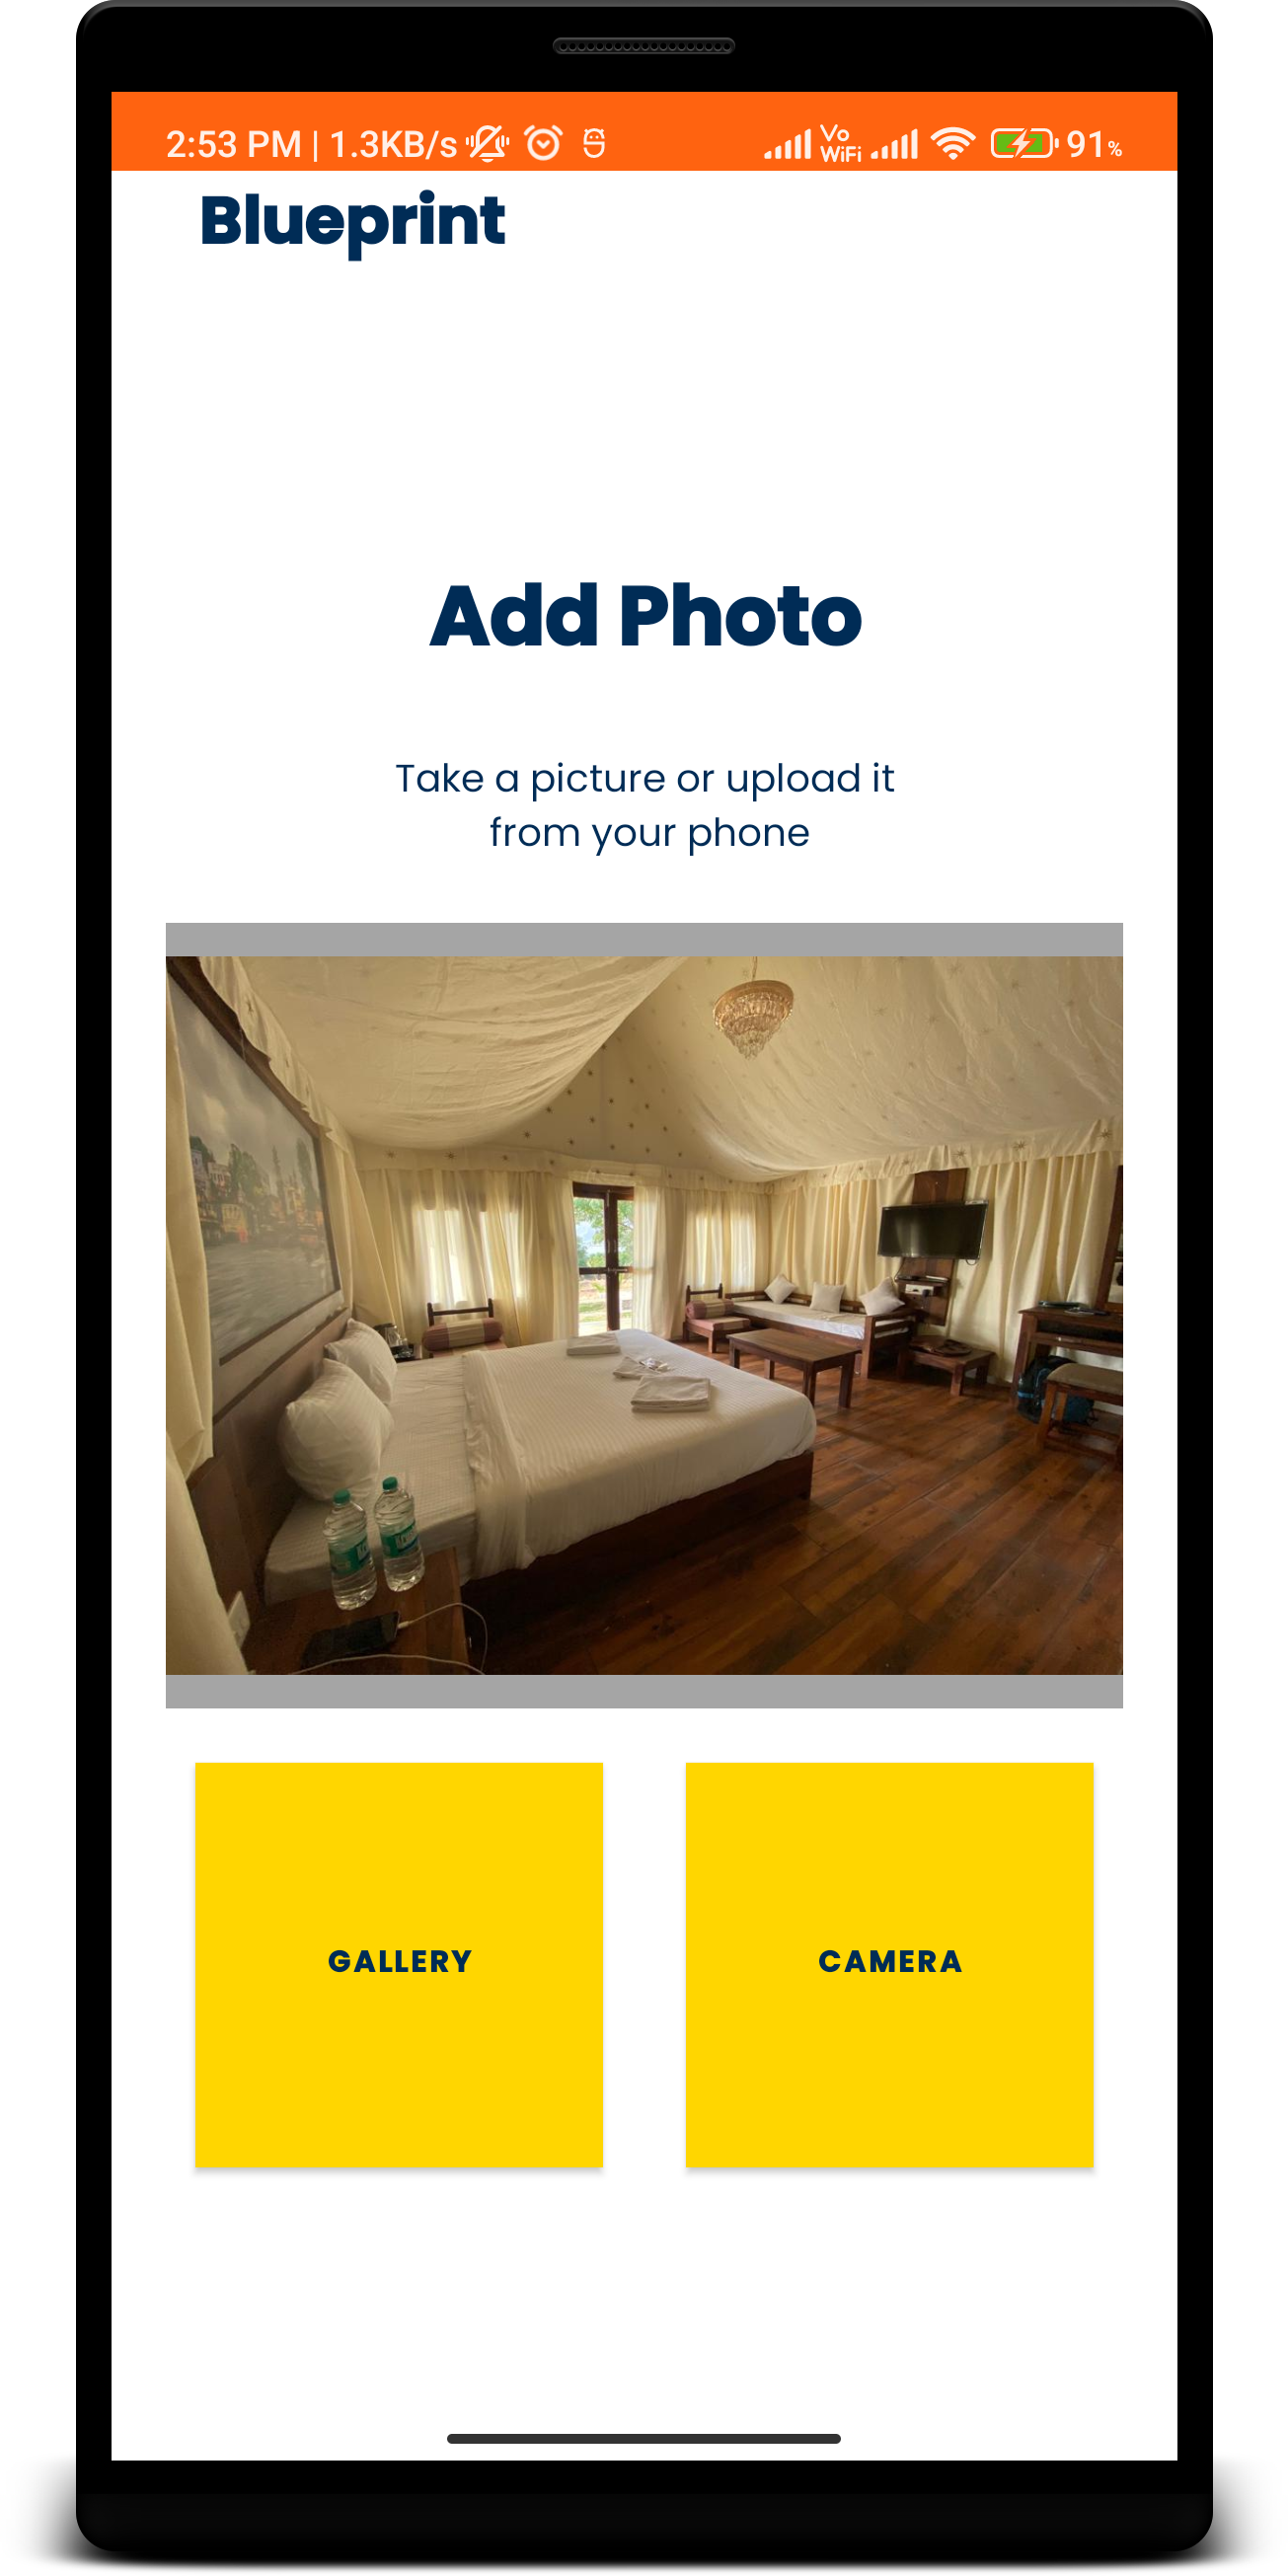 2:53 PM | 1.3KB/s Vo WiFi 91%
Blueprint
Add Photo
Take a picture or upload it
from your phone
GALLERY
CAMERA